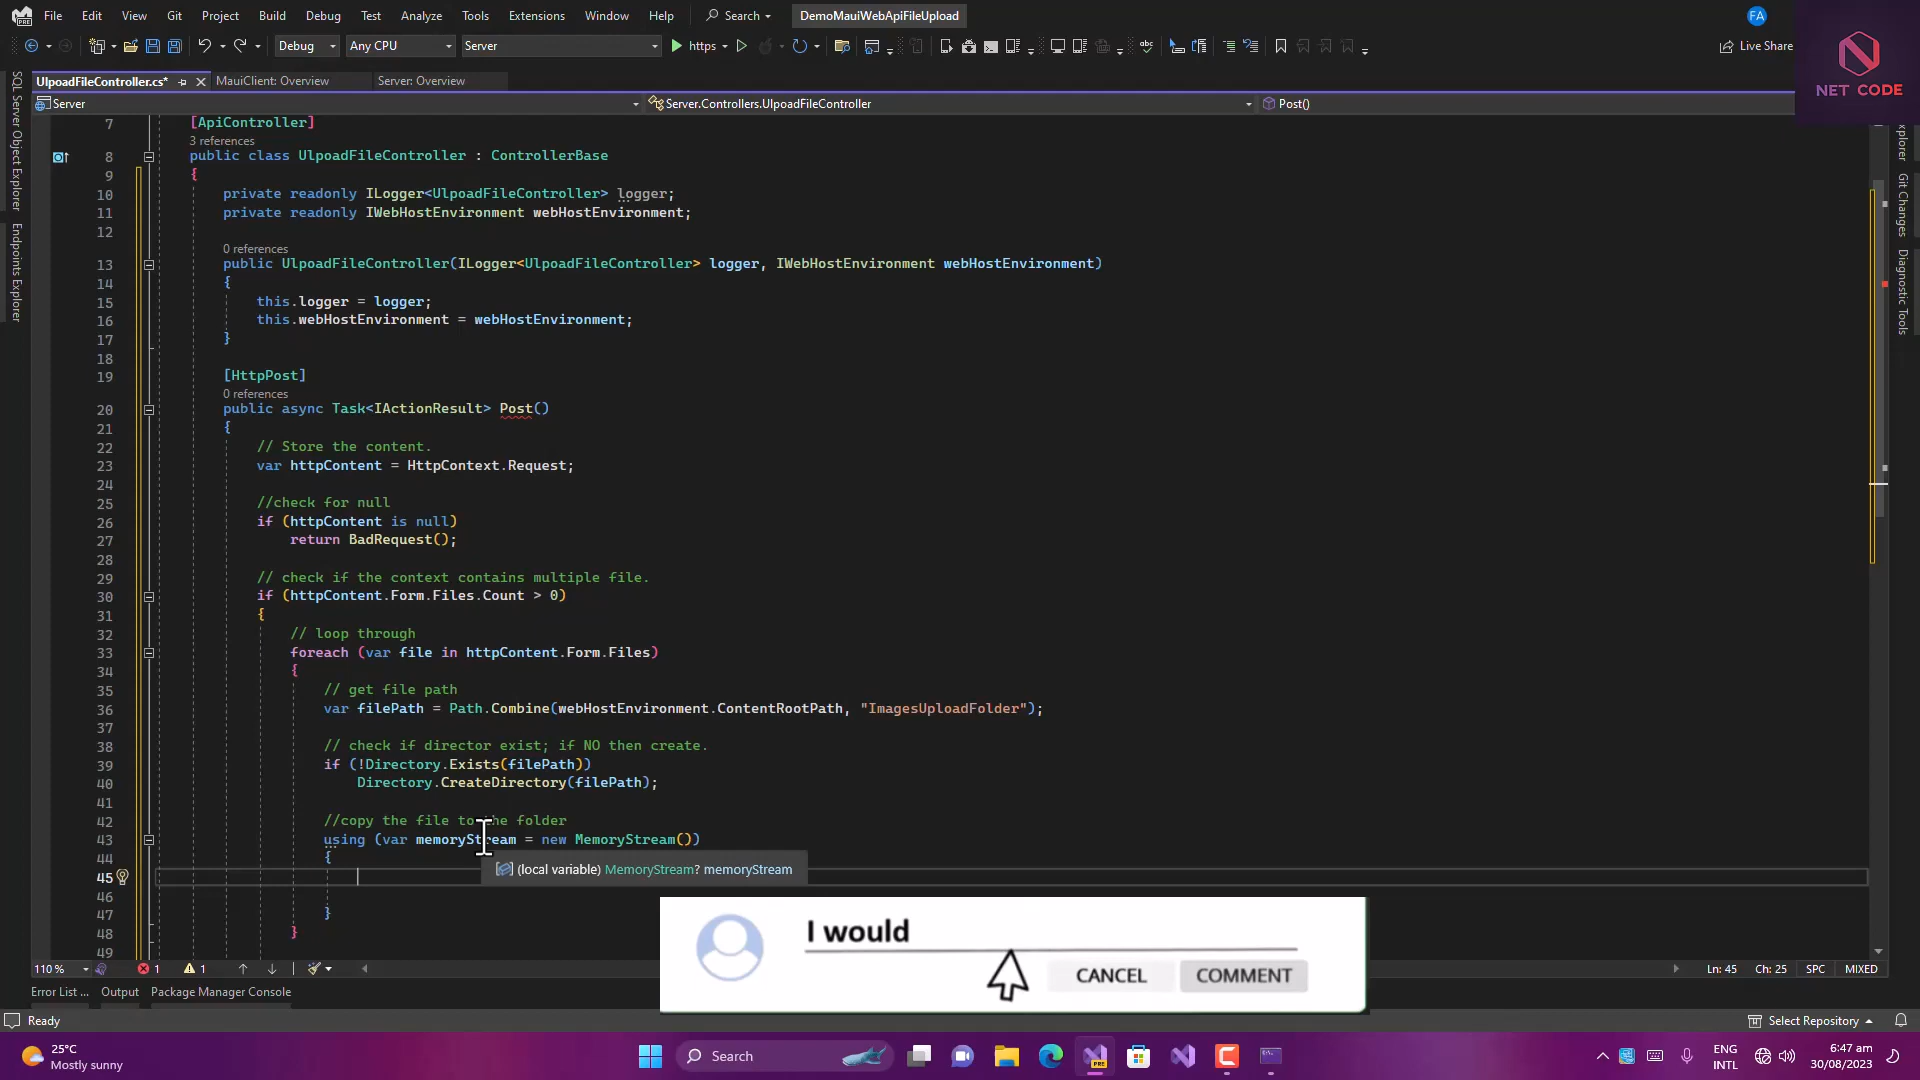 File Edit View Git Project Build Debug Test Analyze Tools Extensions Window Help Search DemoMauiWebApiFileUpload FA
Debug Any CPU Server https Live Share
NET CODE
UlpoadFileController.cs* MauiClient: Overview Server: Overview
Server Server.Controllers.UlpoadFileController Post()
SQL Server Object Explorer
Endpoints Explorer
Git Changes
Diagnostic Tools
7 [ApiController]
3 references
8 public class UlpoadFileController : ControllerBase
9 {
10 private readonly ILogger<UlpoadFileController> logger;
11 private readonly IWebHostEnvironment webHostEnvironment;
12
0 references
13 public UlpoadFileController(ILogger<UlpoadFileController> logger, IWebHostEnvironment webHostEnvironment)
14 {
15 this.logger = logger;
16 this.webHostEnvironment = webHostEnvironment;
17 }
18
19 [HttpPost]
0 references
20 public async Task<IActionResult> Post()
21 {
22 // Store the content.
23 var httpContent = HttpContext.Request;
24
25 //check for null
26 if (httpContent is null)
27 return BadRequest();
28
29 // check if the context contains multiple file.
30 if (httpContent.Form.Files.Count > 0)
31 {
32 // loop through
33 foreach (var file in httpContent.Form.Files)
34 {
35 // get file path
36 var filePath = Path.Combine(webHostEnvironment.ContentRootPath, "ImagesUploadFolder");
37
38 // check if director exist; if NO then create.
39 if (!Directory.Exists(filePath))
40 Directory.CreateDirectory(filePath);
41
42 //copy the file to the folder
43 using (var memoryStream = new MemoryStream())
44 {
45 (local variable) MemoryStream? memoryStream
46
47 }
48 }
49
I would
CANCEL COMMENT
110 % 1 1 Ln: 45 Ch: 25 SPC MIXED
Error List ... Output Package Manager Console
Ready Select Repository
25°C
Mostly sunny
Search
PRE
ENG
INTL
6:47 am
30/08/2023